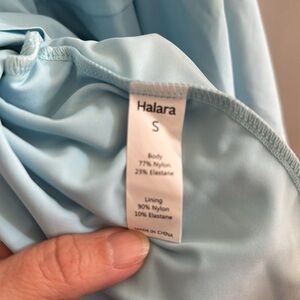 Halara
S
Body
77% Nylon
23% Elastane
Lining
90% Nylon
10% Elastane
MADE IN CHINA